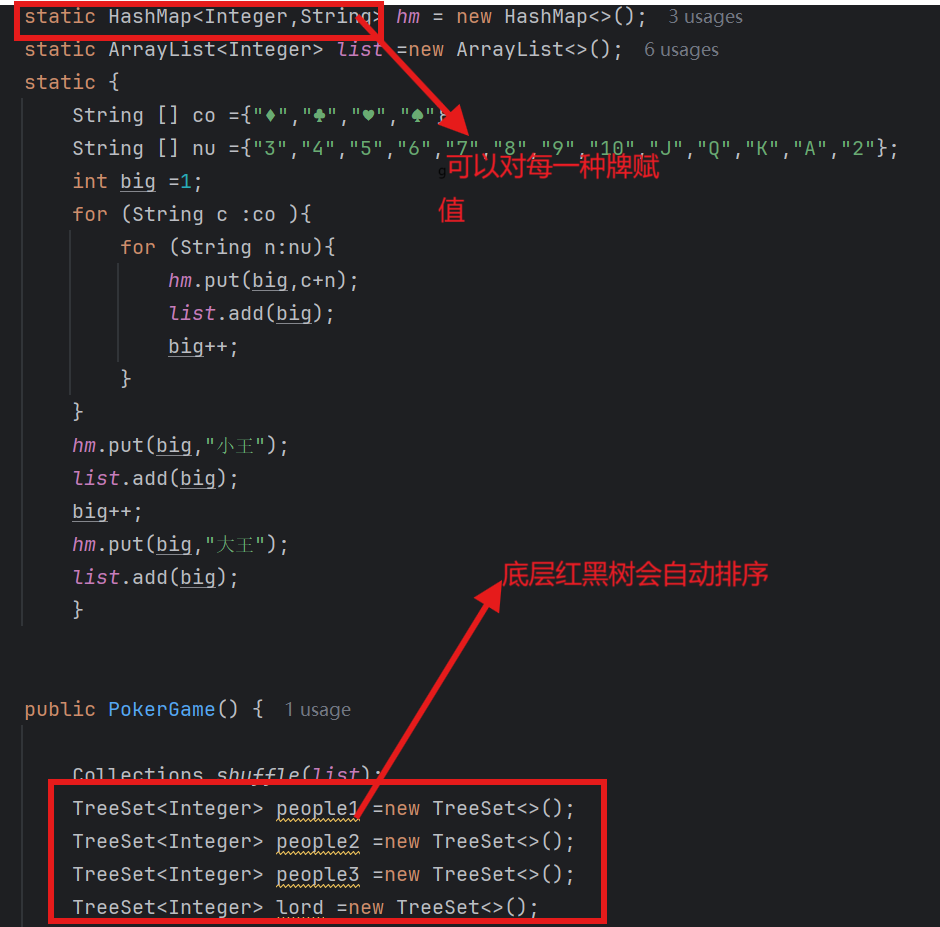 static HashMap<Integer,String> hm = new HashMap<>(); 3 usages
static ArrayList<Integer> list =new ArrayList<>(); 6 usages
static {
String [] co ={"♦","♣","♥","♠"}
String [] nu ={"3","4","5","6","7","8","9","10","J","Q","K","A","2"};
g可以对每一种牌赋
值
int big =1;
for (String c :co ){
for (String n:nu){
hm.put(big,c+n);
list.add(big);
big++;
}
}
hm.put(big,"小王");
list.add(big);
big++;
hm.put(big,"大王");
list.add(big);
底层红黑树会自动排序
}
public PokerGame() { 1 usage
Collections.shuffle(list);
TreeSet<Integer> people1 =new TreeSet<>();
TreeSet<Integer> people2 =new TreeSet<>();
TreeSet<Integer> people3 =new TreeSet<>();
TreeSet<Integer> lord =new TreeSet<>();